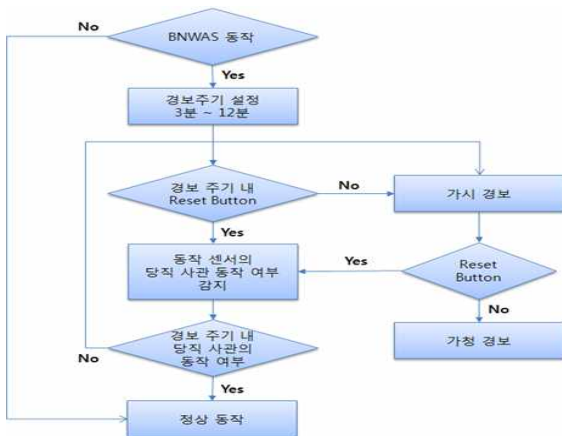 No
BNWAS 동작
Yes
경보주기 설정
3분 ~ 12분
경보 주기 내
Reset Button
No
가시 경보
Yes
동작 센서의
당직 사관 동작 여부
감지
Yes
Reset
Button
No
경보 주기 내
당직 사관의
동작 여부
가청 경보
No
Yes
정상 동작